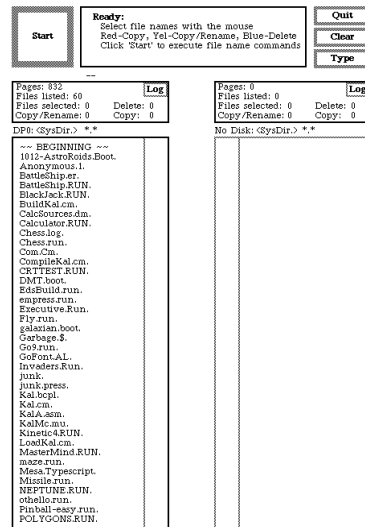 Start
Ready:
Select file names with the mouse
Red-Copy, Yel-Copy/Rename, Blue-Delete
Click 'Start' to execute file name commands
Quit
Clear
Type
Pages: 832
Files listed: 60
Files selected: 0 Delete: 0
Copy/Rename: 0 Copy: 0
Log
DP0: <SysDir.> *.*
~~ BEGINNING ~~
1012-AstroRoids.Boot.
Anonymous.1.
BattleShip.er.
BattleShip.RUN.
BlackJack.RUN.
BuildKal.cm.
CalcSources.dm.
Calculator.RUN.
Chess.log.
Chess.run.
Com.Cm.
CompileKal.cm.
CRTTEST.RUN.
DMT.boot.
EdsBuild.run.
empress.run.
Executive.Run.
Fly.run.
galaxian.boot.
Garbage.$.
Go9.run.
GoFont.AL.
Invaders.Run.
junk.
junk.press.
Kal.bcpl.
Kal.cm.
KalA.asm.
KalMc.mu.
Kinetic4.RUN.
LoadKal.cm.
MasterMind.RUN.
maze.run.
Mesa.Typescript.
Missile.run.
NEPTUNE.RUN.
othello.run.
Pinball-easy.run.
POLYGONS.RUN.
Pages: 0
Files listed: 0
Files selected: 0 Delete: 0
Copy/Rename: 0 Copy: 0
Log
No Disk: <SysDir.> *.*